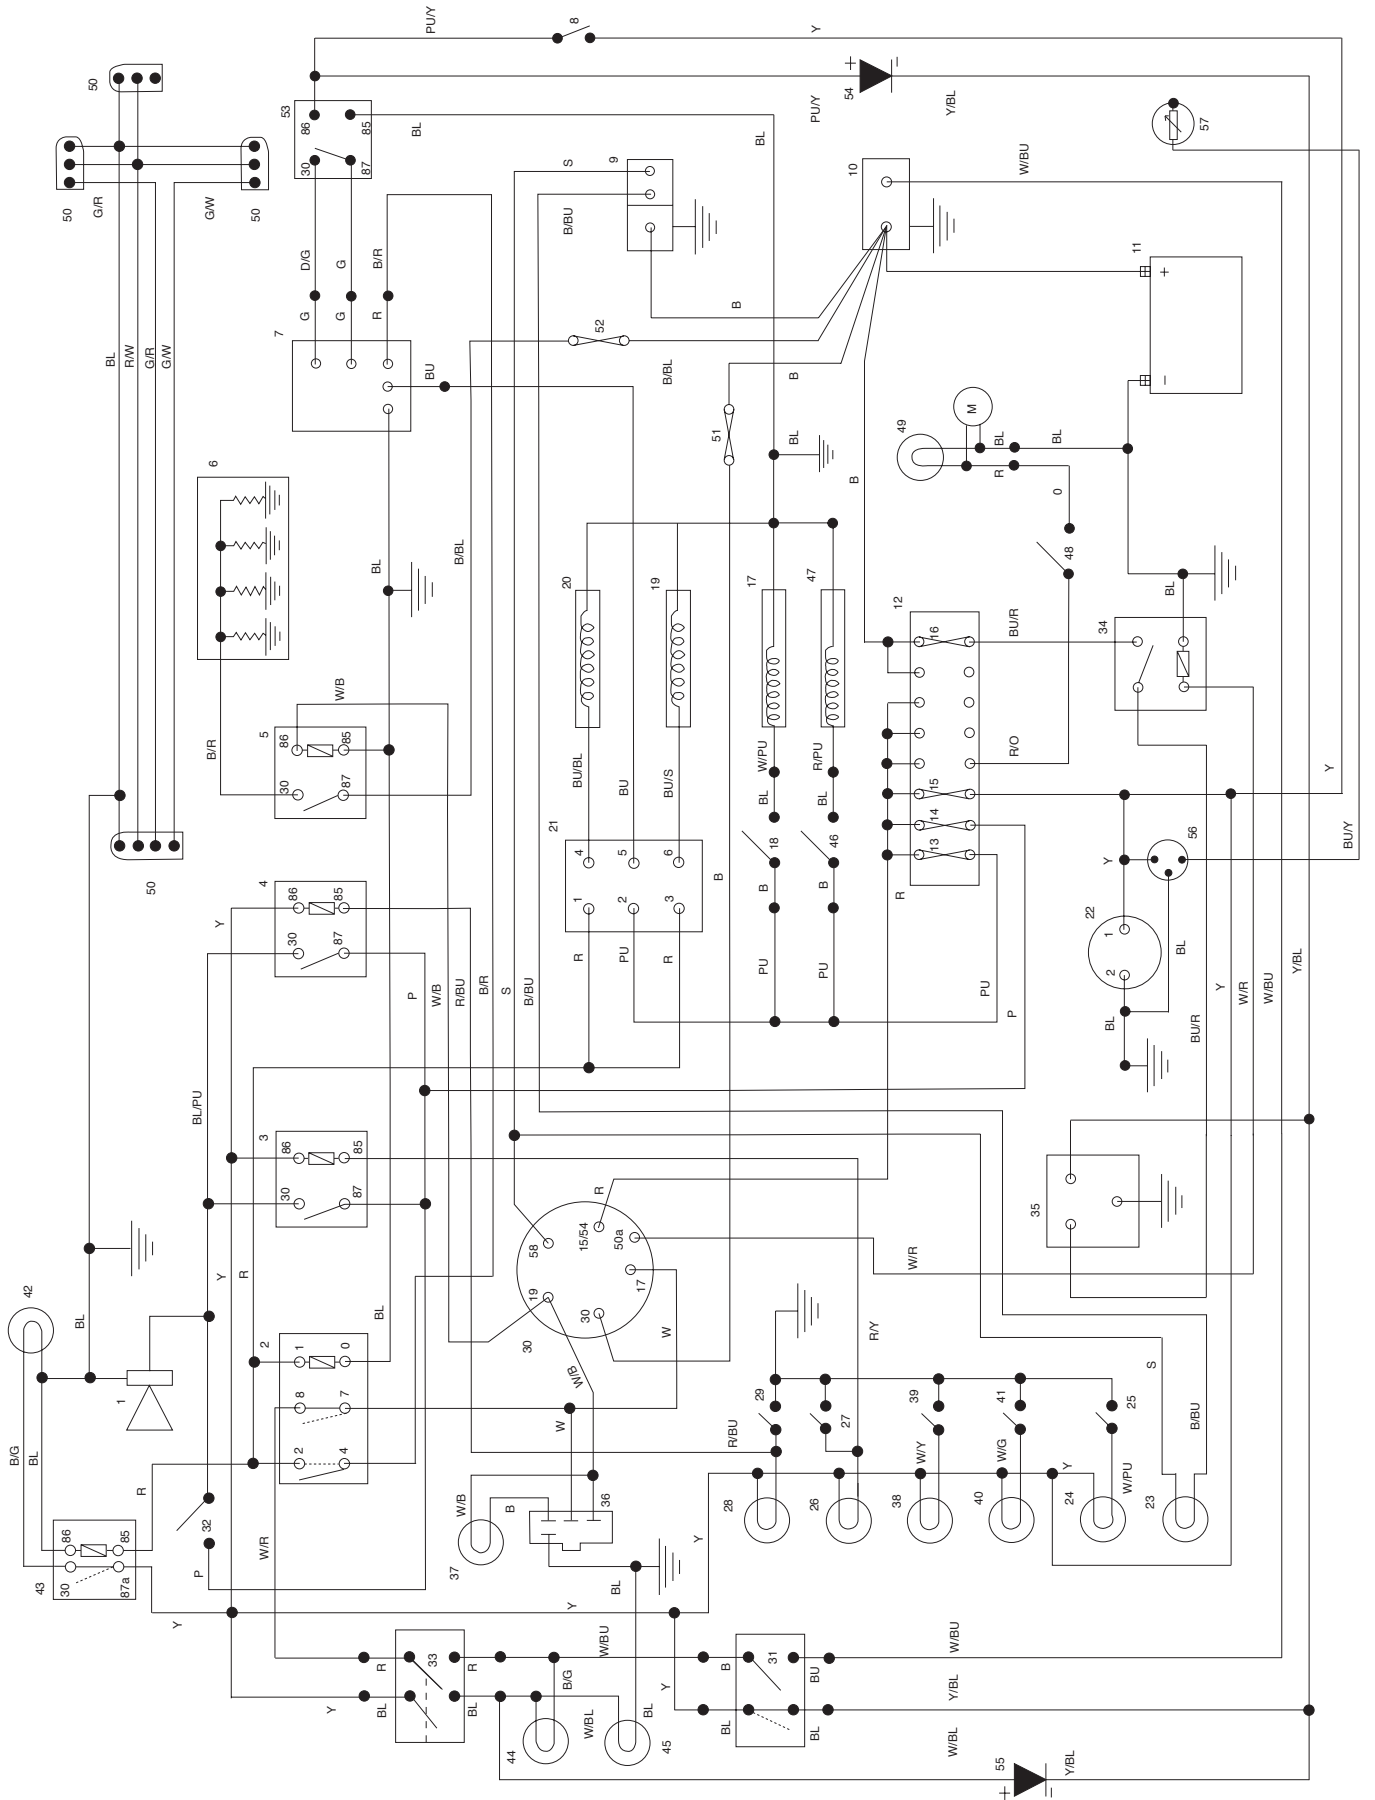 PU/Y
8
Y
50
53
86
85
30
87
BL
BL
+
54
PU/Y
Y/BL
57
50
G/R
G/W
50
S
9
B/BU
10
W/BU
D/G
G
B/R
G
G
R
7
BU
B
52
B/BL
B
11
+
–
BL
R/W
G/R
G/W
51
BL
49
M
BL
R
BL
0
B
48
6
BL
B/BL
20
19
17
47
12
16
BU/R
BL
34
W/B
B/R
5
86
85
30
87
BU/BL
BU
BU/S
W/PU
R/PU
BL
BL
R/O
15
14
13
Y
21
4
5
6
1
2
3
18
46
B
B
B
R
Y
56
BU/Y
50
4
86
85
30
87
Y
R
PU
R
PU
PU
22
1
2
BL
BL
P
W/B
R/BU
B/R
S
B/BU
PU
P
BU/R
Y
W/R
W/BU
Y/BL
BL/PU
3
86
85
30
87
R
58
15/54
50a
17
19
30
30
35
W/R
42
BL
Y
R
BL
2
1
0
8
7
2
4
W
W/B
W
R/Y
1
B/G
BL
R
29
27
39
41
25
S
B/BU
R/BU
W/Y
W/G
Y
W/PU
28
26
38
40
24
23
43
86
85
30
87a
32
P
W/R
W/B
B
36
37
BL
Y
Y
Y
33
R
R
BL
BL
Y
B/G
W/BU
W/BL
BL
44
45
Y
B
BL
31
BU
BL
W/BU
Y/BL
W/BL
55
+
Y/BL